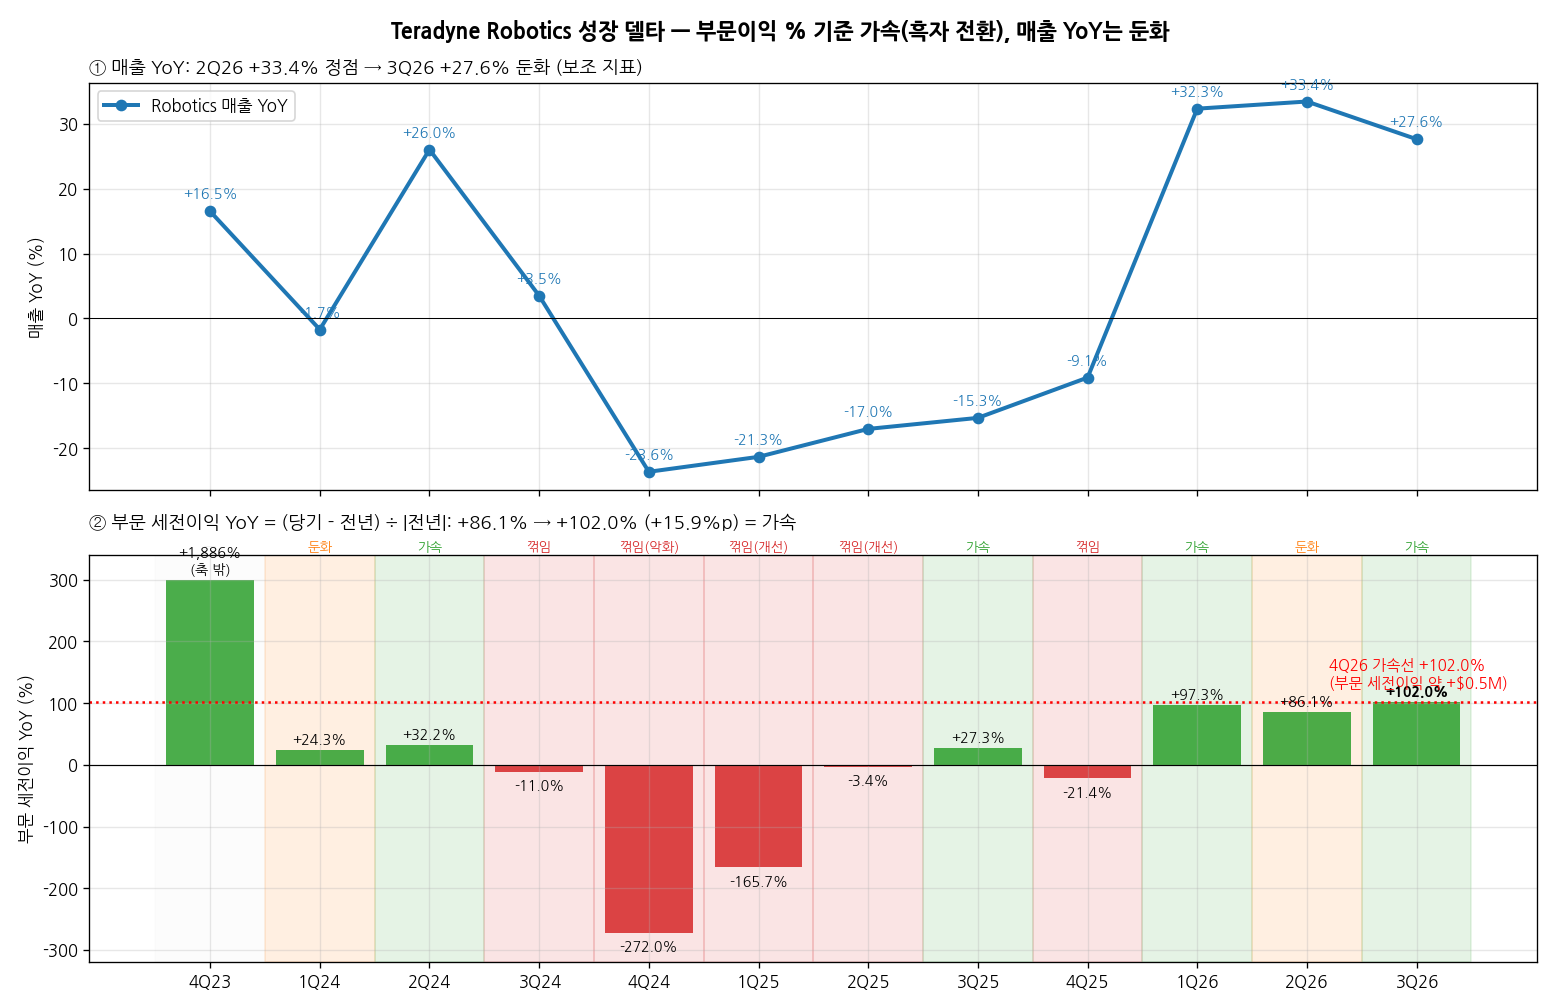 Teradyne Robotics 성장 델타 — 부문이익 % 기준 가속(흑자 전환), 매출 YoY는 둔화
① 매출 YoY: 2Q26 +33.4% 정점 → 3Q26 +27.6% 둔화 (보조 지표)
Robotics 매출 YoY
매출 YoY (%)
30
20
10
0
-10
-20
+16.5%
-1.7%
+26.0%
+3.5%
-23.6%
-21.3%
-17.0%
-15.3%
-9.1%
+32.3%
+33.4%
+27.6%
② 부문 세전이익 YoY = (당기 - 전년) ÷ |전년|: +86.1% → +102.0% (+15.9%p) = 가속
둔화
가속
꺾임
꺾임(악화)
꺾임(개선)
꺾임(개선)
가속
꺾임
가속
둔화
가속
부문 세전이익 YoY (%)
300
200
100
0
-100
-200
-300
+1,886%
(축 밖)
+24.3%
+32.2%
-11.0%
-272.0%
-165.7%
-3.4%
+27.3%
-21.4%
+97.3%
+86.1%
+102.0%
4Q26 가속선 +102.0%
(부문 세전이익 약 +$0.5M)
4Q23
1Q24
2Q24
3Q24
4Q24
1Q25
2Q25
3Q25
4Q25
1Q26
2Q26
3Q26